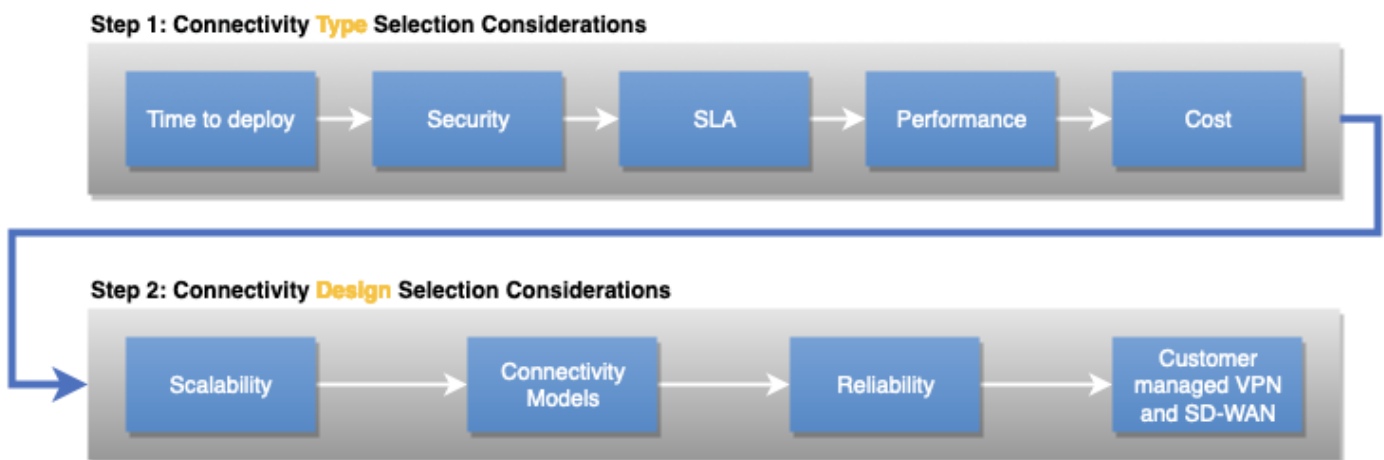 Step 1: Connectivity Type Selection Considerations
Time to deploy
Security
SLA
Performance
Cost
Step 2: Connectivity Design Selection Considerations
Scalability
Connectivity
Models
Reliability
Customer
managed VPN
and SD-WAN